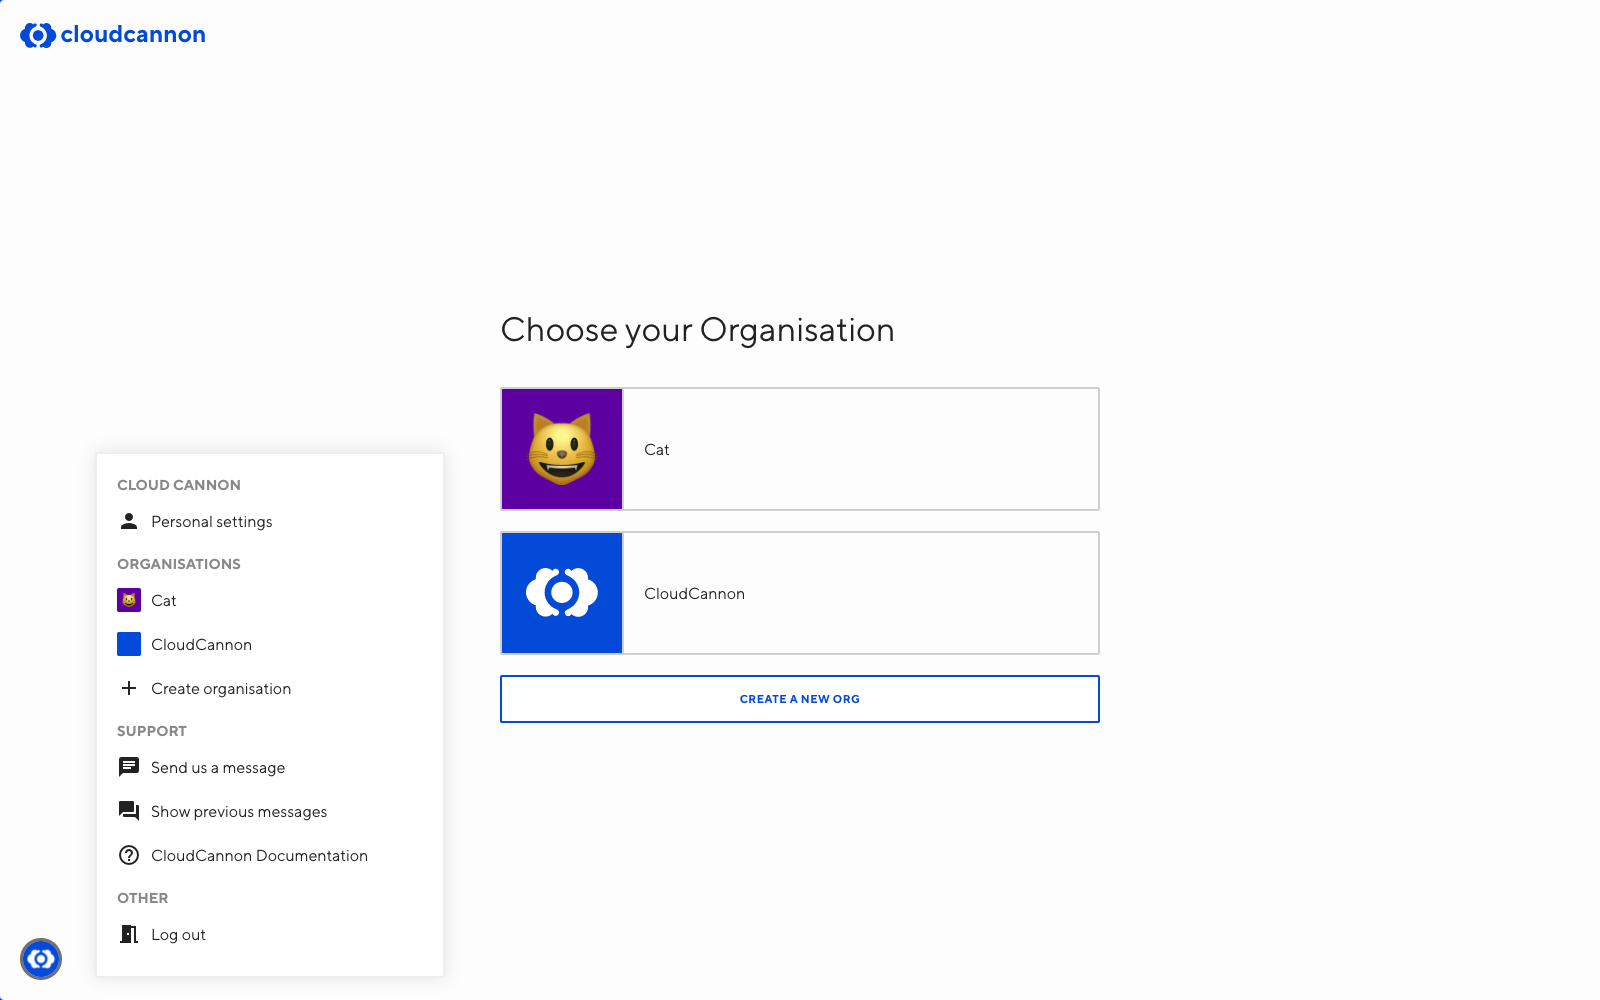 cloudcannon
Choose your Organisation
Cat
CloudCannon
CREATE A NEW ORG
CLOUD CANNON
Personal settings
ORGANISATIONS
Cat
CloudCannon
Create organisation
SUPPORT
Send us a message
Show previous messages
CloudCannon Documentation
OTHER
Log out